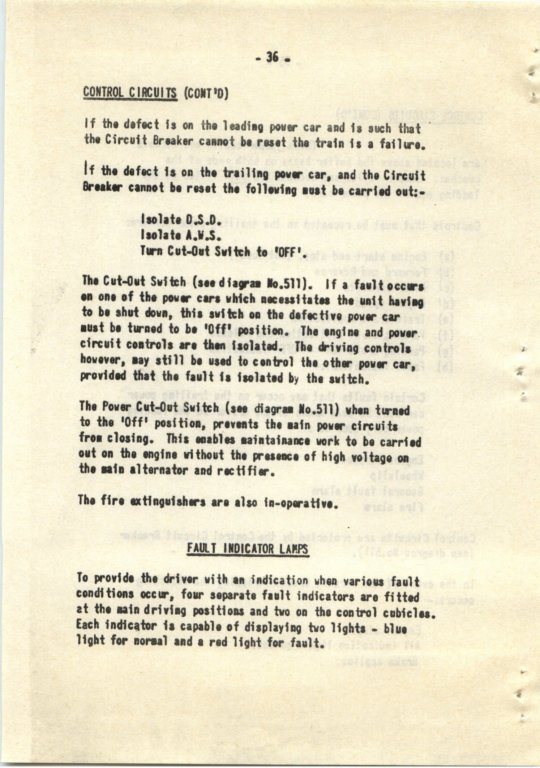 - 36 -
CONTROL CIRCUITS (CONT'D)
If the defect is on the leading power car and is such that
the Circuit Breaker cannot be reset the train is a failure.
If the defect is on the trailing power car, and the Circuit
Breaker cannot be reset the following must be carried out:-
Isolate D.S.D.
Isolate A.W.S.
Turn Cut-Out Switch to 'OFF'.
The Cut-Out Switch (see diagram No.511). If a fault occurs
on one of the power cars which necessitates the unit having
to be shut down, this switch on the defective power car
must be turned to be 'Off' position. The engine and power
circuit controls are then isolated. The driving controls
however, may still be used to control the other power car,
provided that the fault is isolated by the switch.
The Power Cut-Out Switch (see diagram No.511) when turned
to the 'Off' position, prevents the main power circuits
from closing. This enables maintainance work to be carried
out on the engine without the presence of high voltage on
the main alternator and rectifier.
The fire extinguishers are also in-operative.
FAULT INDICATOR LAMPS
To provide the driver with an indication when various fault
conditions occur, four separate fault indicators are fitted
at the main driving positions and two on the control cubicles.
Each indicator is capable of displaying two lights - blue
light for normal and a red light for fault.